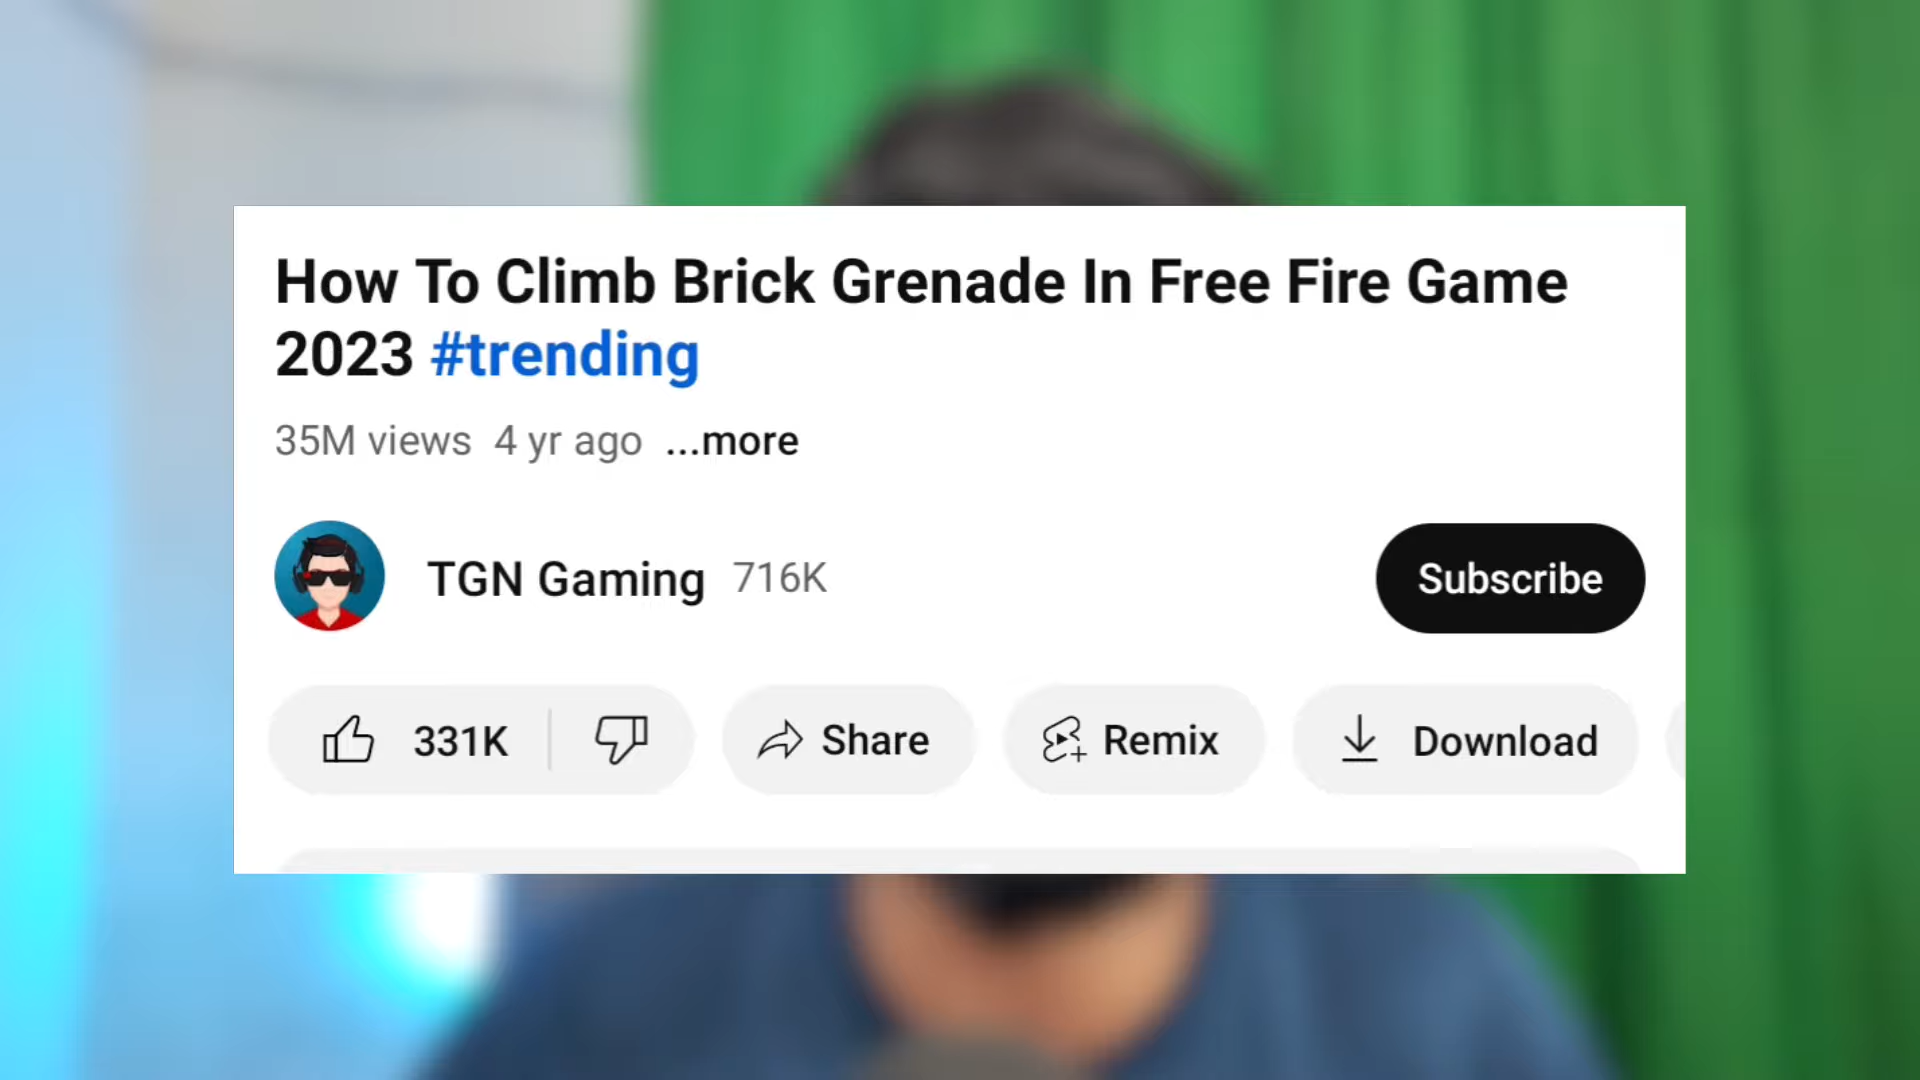 How To Climb Brick Grenade In Free Fire Game
2023 #trending
35M views 4 yr ago ...more
TGN Gaming 716K
Subscribe
331K
Share
Remix
Download